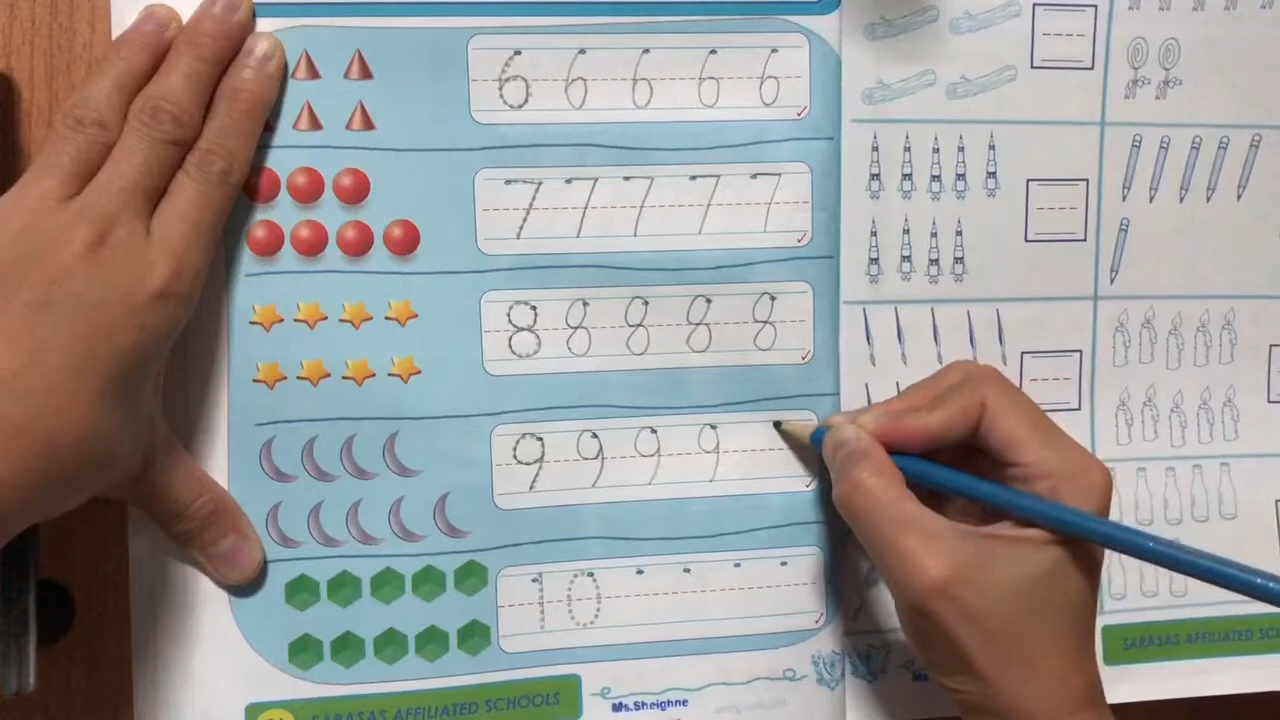 6 6 6 6 6
7 7 7 7 7
8 8 8 8 8
9 9 9 9
10
SARASAS AFFILIATED SCHOOLS
Ms.Sheighne
SARASAS AFFILIATED